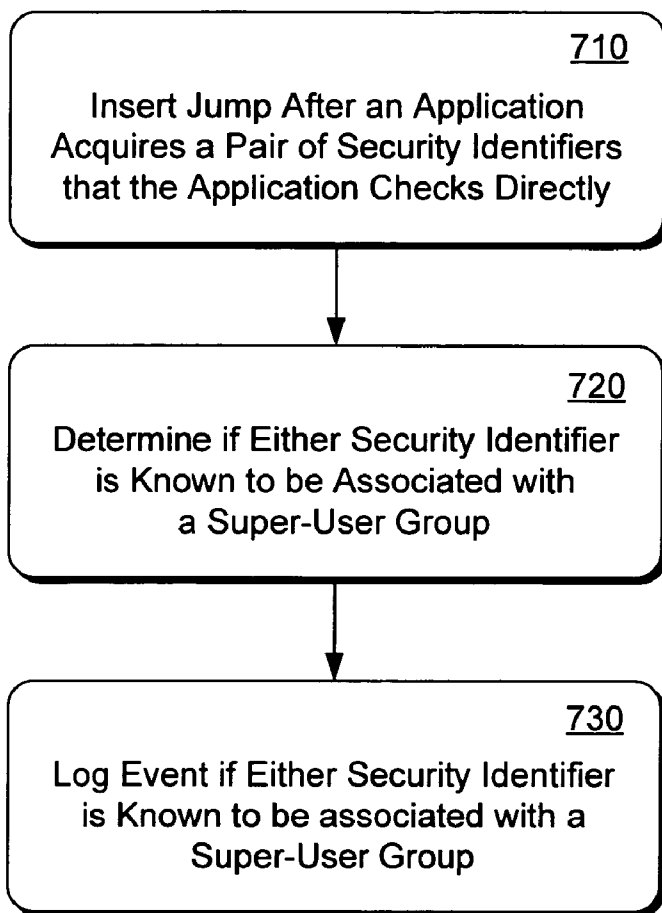 710
Insert Jump After an Application
Acquires a Pair of Security Identifiers
that the Application Checks Directly
720
Determine if Either Security Identifier
is Known to be Associated with
a Super-User Group
730
Log Event if Either Security Identifier
is Known to be associated with a
Super-User Group